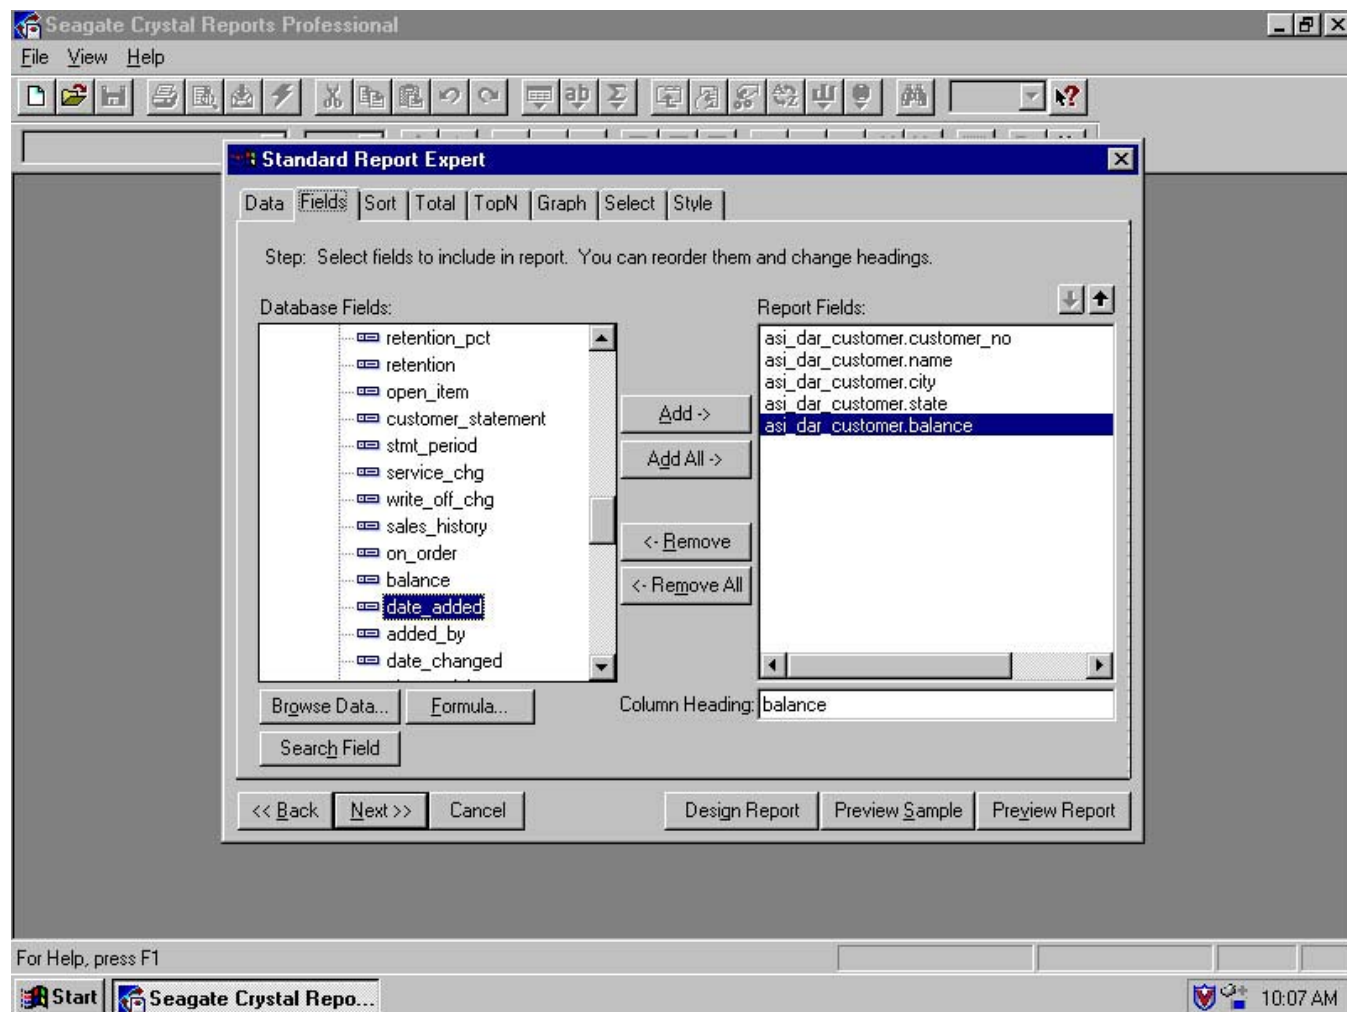 Seagate Crystal Reports Professional
File View Help
Standard Report Expert
Data Fields Sort Total TopN Graph Select Style
Step: Select fields to include in report. You can reorder them and change headings.
Database Fields:
retention_pct
retention
open_item
customer_statement
stmt_period
service_chg
write_off_chg
sales_history
on_order
balance
date_added
added_by
date_changed
Add ->
Add All ->
<- Remove
<- Remove All
Report Fields:
asi_dar_customer.customer_no
asi_dar_customer.name
asi_dar_customer.city
asi_dar_customer.state
asi_dar_customer.balance
Browse Data... Formula...
Column Heading: balance
Search Field
<< Back Next >> Cancel Design Report Preview Sample Preview Report
For Help, press F1
Start Seagate Crystal Repo... 10:07 AM